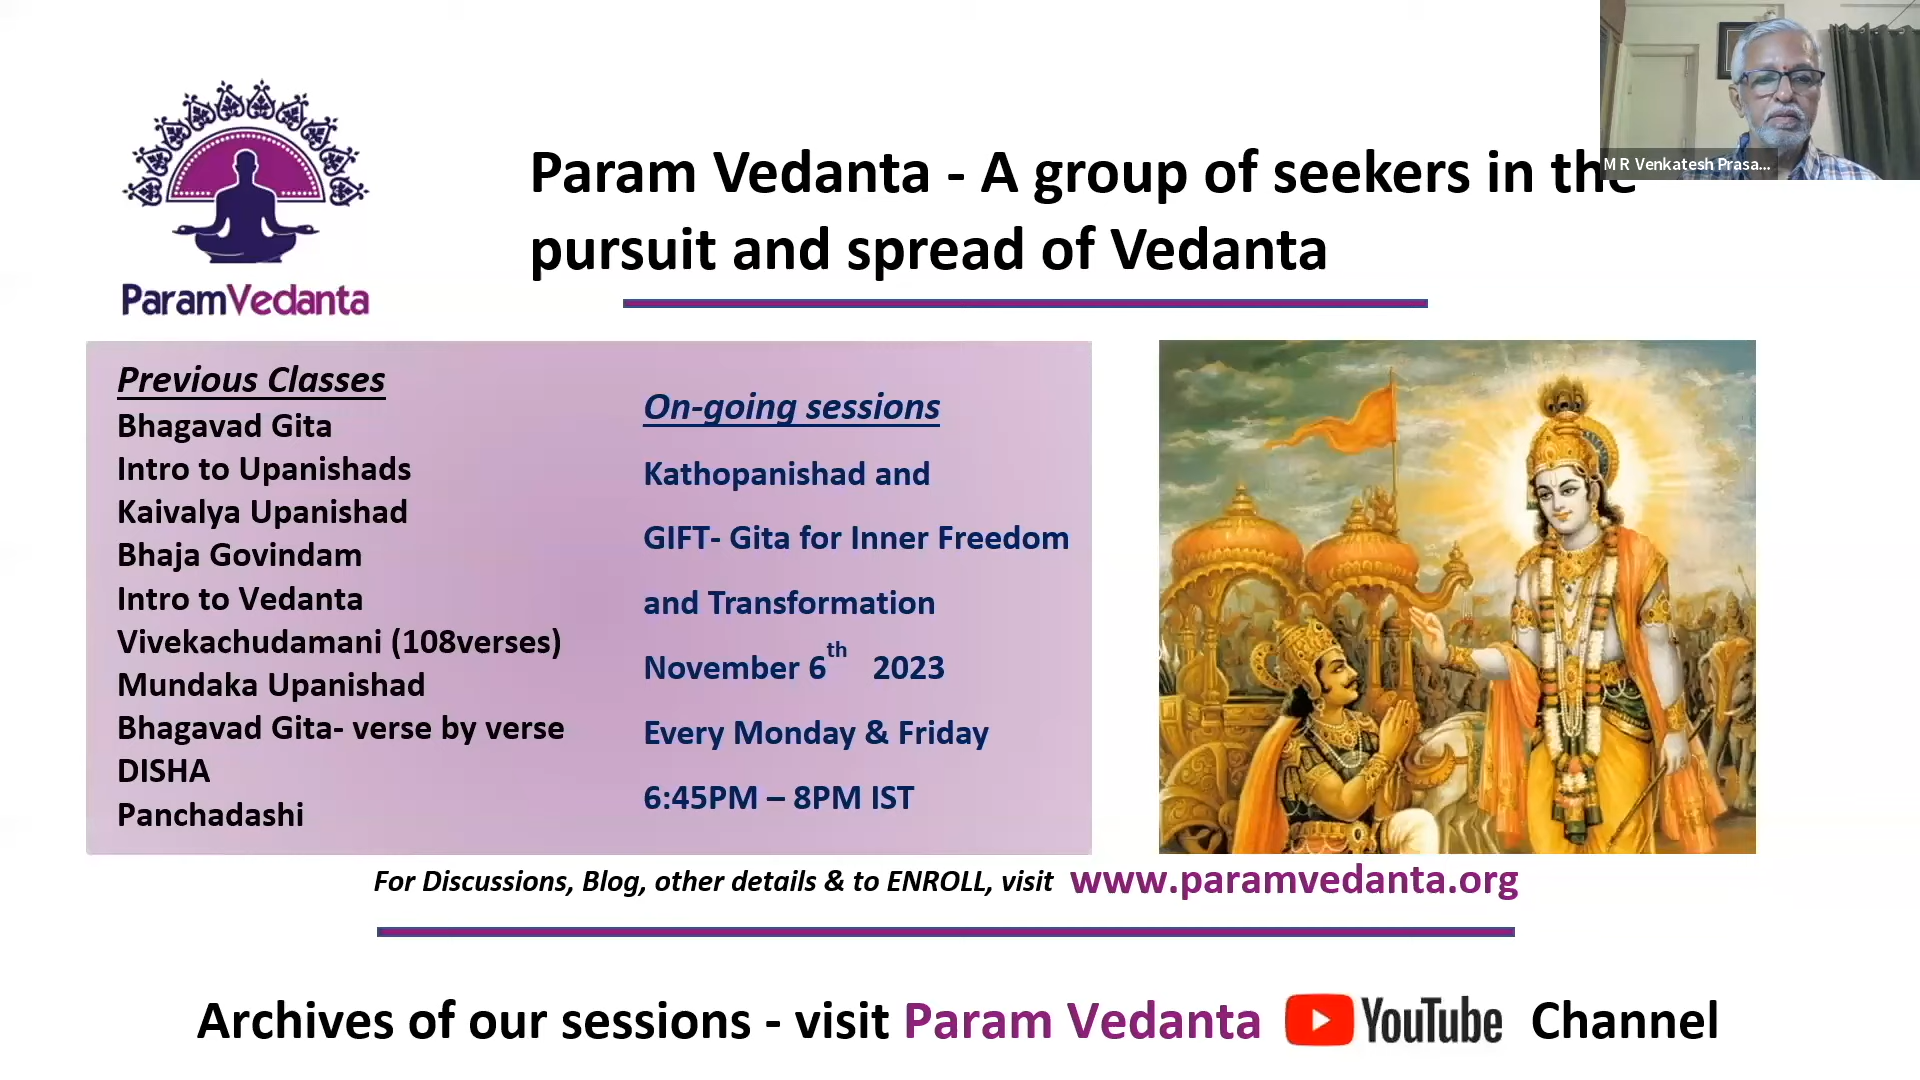 M R Venkatesh Prasa...
ParamVedanta
Param Vedanta - A group of seekers in the
pursuit and spread of Vedanta
Previous Classes
Bhagavad Gita
Intro to Upanishads
Kaivalya Upanishad
Bhaja Govindam
Intro to Vedanta
Vivekachudamani (108verses)
Mundaka Upanishad
Bhagavad Gita- verse by verse
DISHA
Panchadashi
On-going sessions
Kathopanishad and
GIFT- Gita for Inner Freedom
and Transformation
November 6th 2023
Every Monday & Friday
6:45PM – 8PM IST
For Discussions, Blog, other details & to ENROLL, visit www.paramvedanta.org
Archives of our sessions - visit Param Vedanta YouTube Channel